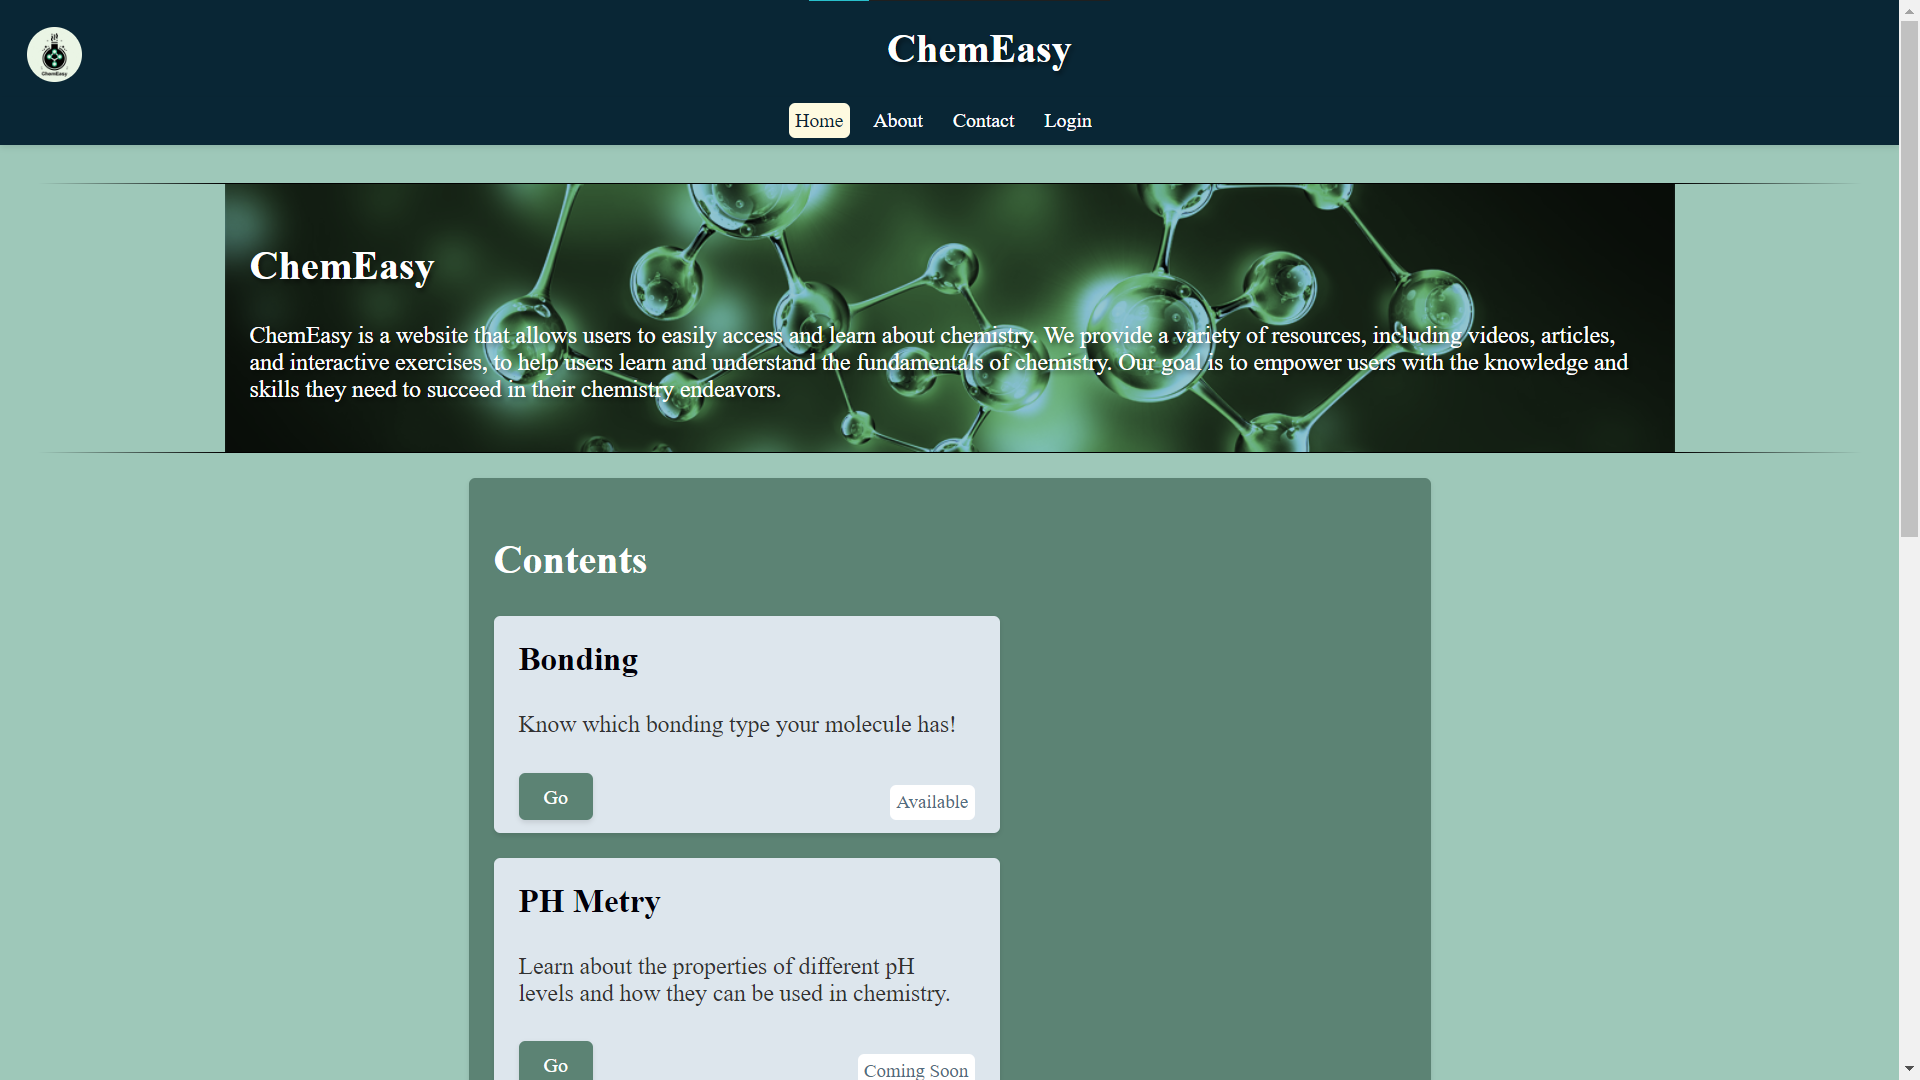 ChemEasy
ChemEasy
Home
About
Contact
Login
ChemEasy
ChemEasy is a website that allows users to easily access and learn about chemistry. We provide a variety of resources, including videos, articles,
and interactive exercises, to help users learn and understand the fundamentals of chemistry. Our goal is to empower users with the knowledge and
skills they need to succeed in their chemistry endeavors.
Contents
Bonding
Know which bonding type your molecule has!
Go
Available
PH Metry
Learn about the properties of different pH
levels and how they can be used in chemistry.
Go
Coming Soon